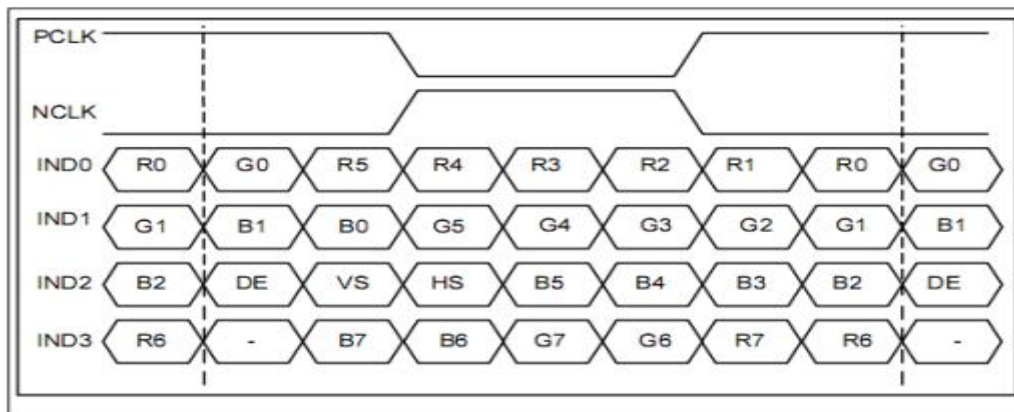 PCLK
NCLK
IND0 R0 G0 R5 R4 R3 R2 R1 R0 G0
IND1 G1 B1 B0 G5 G4 G3 G2 G1 B1
IND2 B2 DE VS HS B5 B4 B3 B2 DE
IND3 R6 - B7 B6 G7 G6 R7 R6 -